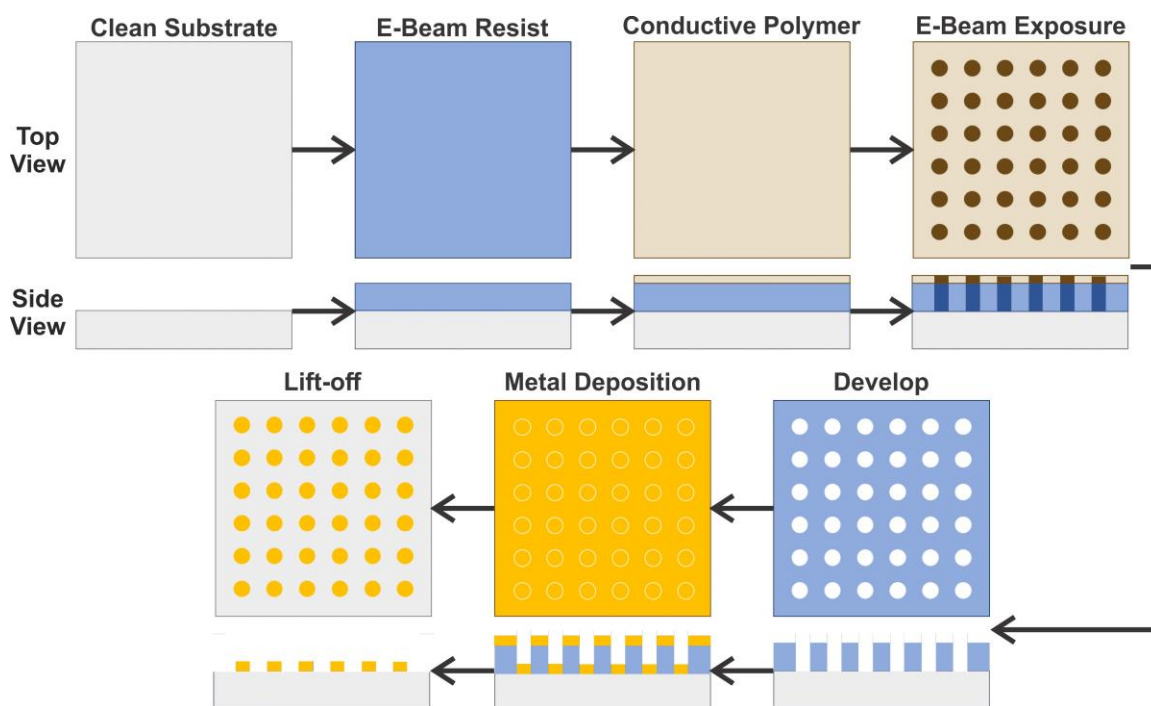 Clean Substrate
E-Beam Resist
Conductive Polymer
E-Beam Exposure
Top
View
Side
View
Lift-off
Metal Deposition
Develop